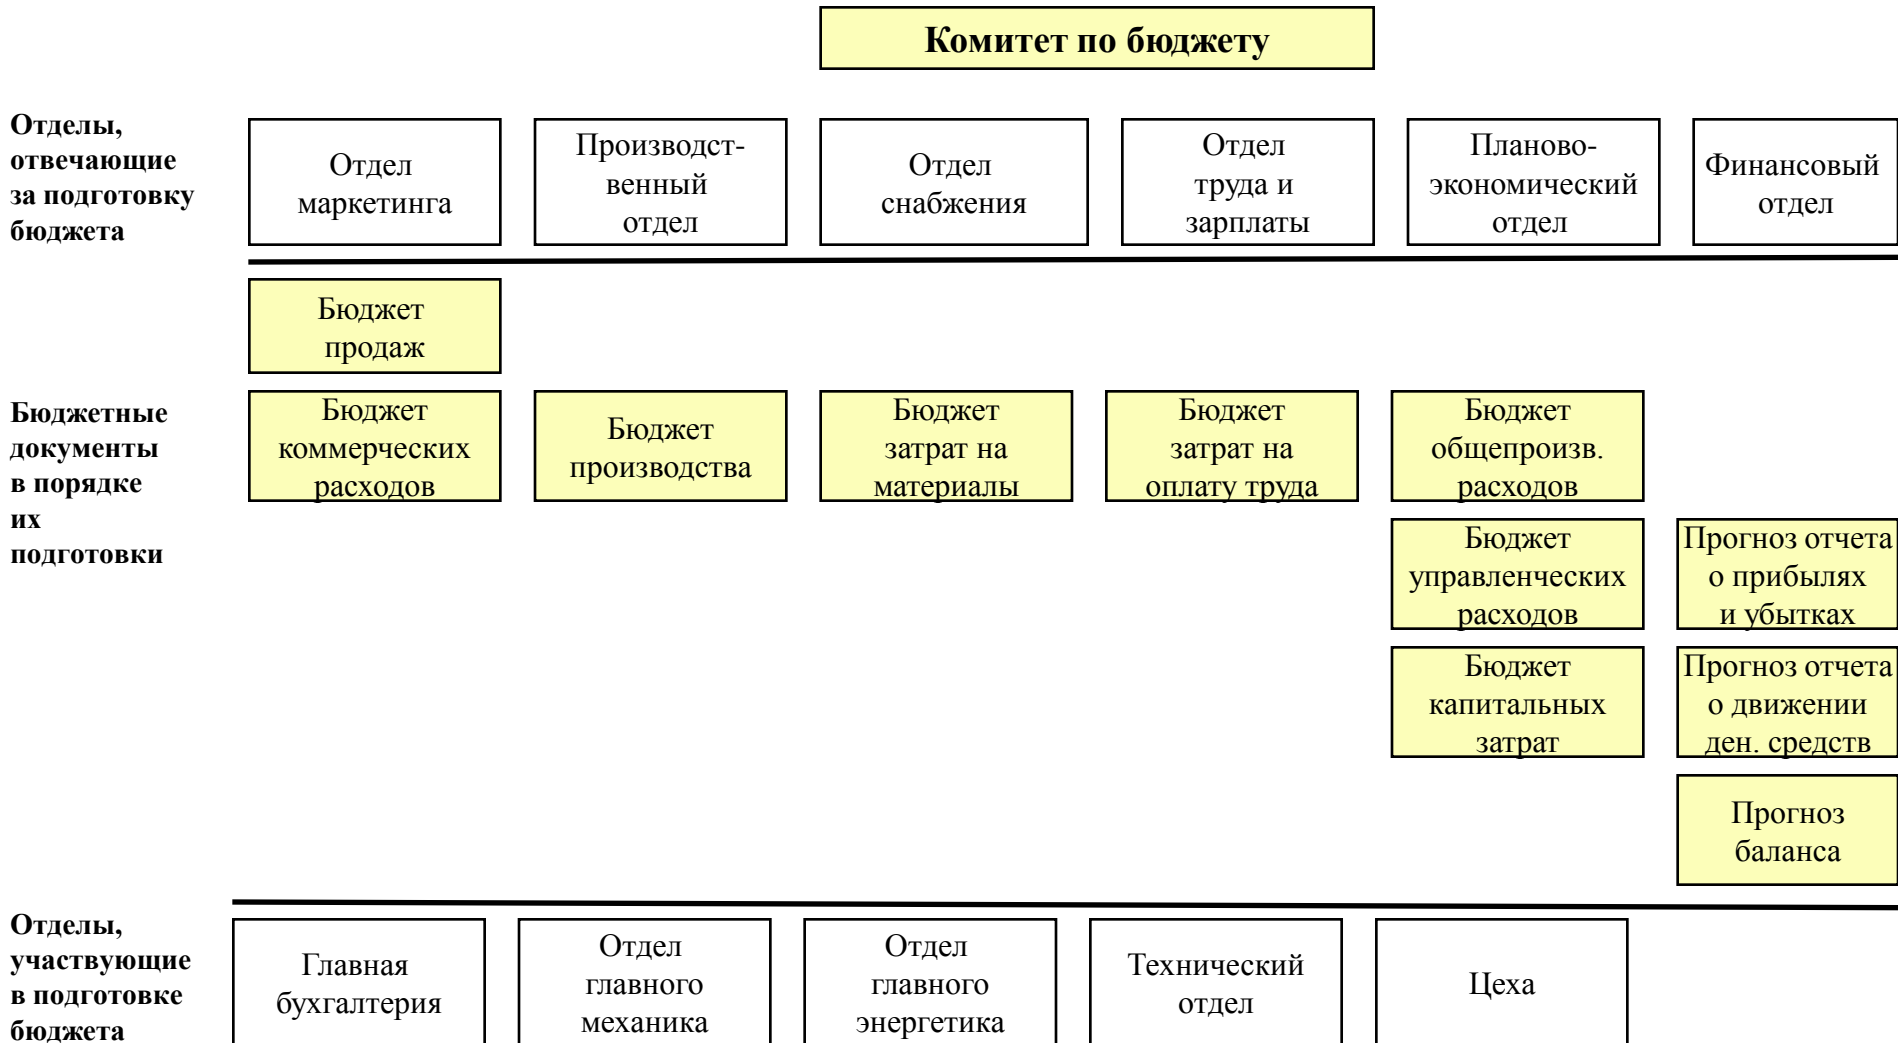 Комитет по бюджету
Отделы,
отвечающие
за подготовку
бюджета
Отдел
маркетинга
Производст-
венный
отдел
Отдел
снабжения
Отдел
труда и
зарплаты
Планово-
экономический
отдел
Финансовый
отдел
Бюджет
продаж
Бюджетные
документы
в порядке
их
подготовки
Бюджет
коммерческих
расходов
Бюджет
производства
Бюджет
затрат на
материалы
Бюджет
затрат на
оплату труда
Бюджет
общепроизв.
расходов
Бюджет
управленческих
расходов
Прогноз отчета
о прибылях
и убытках
Бюджет
капитальных
затрат
Прогноз отчета
о движении
ден. средств
Прогноз
баланса
Отделы,
участвующие
в подготовке
бюджета
Главная
бухгалтерия
Отдел
главного
механика
Отдел
главного
энергетика
Технический
отдел
Цеха